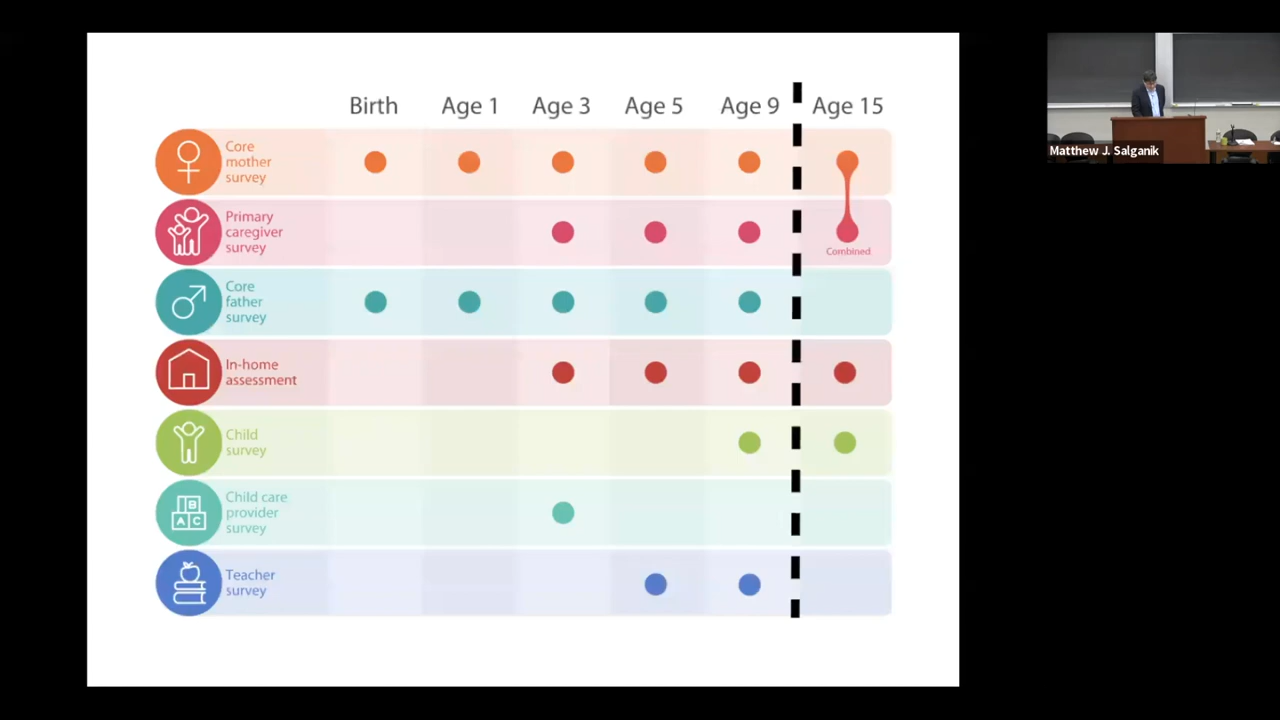 Birth Age 1 Age 3 Age 5 Age 9 Age 15
Core
mother
survey
Primary
caregiver
survey
Combined
Core
father
survey
In-home
assessment
Child
survey
B
A C
Child care
provider
survey
Teacher
survey
Matthew J. Salganik